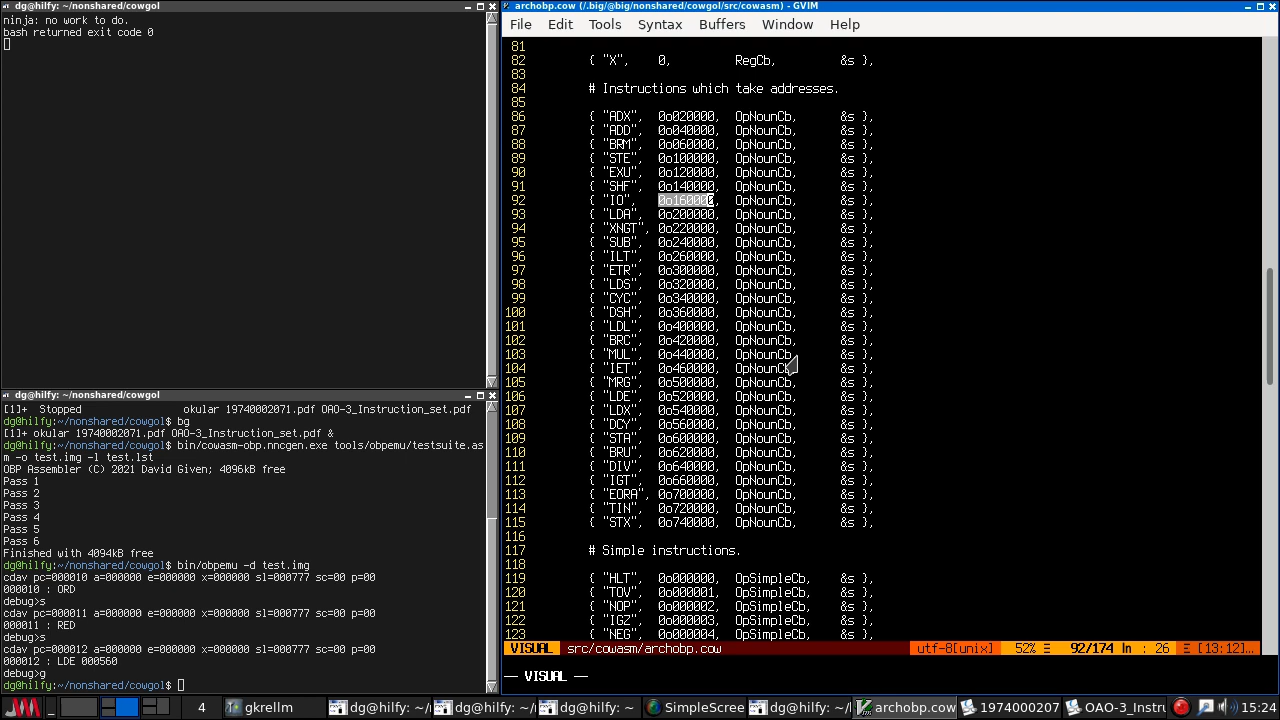 dg@hilfy: ~/nonshared/cowgol
ninja: no work to do.
bash returned exit code 0
dg@hilfy: ~/nonshared/cowgol
[1]+  Stopped                 okular 19740002071.pdf OAO-3_Instruction_set.pdf
dg@hilfy:~/nonshared/cowgol$ bg
[1]+ okular 19740002071.pdf OAO-3_Instruction_set.pdf &
dg@hilfy:~/nonshared/cowgol$ bin/cowasm-obp.nncgen.exe tools/obpemu/testsuite.as
m -o test.img -l test.lst
OBP Assembler (C) 2021 David Given; 4096kB free
Pass 1
Pass 2
Pass 3
Pass 4
Pass 5
Pass 6
Finished with 4094kB free
dg@hilfy:~/nonshared/cowgol$ bin/obpemu -d test.img
cdav pc=000010 a=000000 e=000000 x=000000 sl=000777 sc=00 p=00
000010 : ORD
debug>s
cdav pc=000011 a=000000 e=000000 x=000000 sl=000777 sc=00 p=00
000011 : RED
debug>s
cdav pc=000012 a=000000 e=000000 x=000000 sl=000777 sc=00 p=00
000012 : LDE 000560
debug>g
dg@hilfy:~/nonshared/cowgol$
archobp.cow (/.big/@big/nonshared/cowgol/src/cowasm) - GVIM
File Edit Tools Syntax Buffers Window Help
81
82 { "X", 0, RegCb, &s },
83
84 # Instructions which take addresses.
85
86 { "ADX", 0o020000, OpNounCb, &s },
87 { "ADD", 0o040000, OpNounCb, &s },
88 { "BRM", 0o060000, OpNounCb, &s },
89 { "STE", 0o100000, OpNounCb, &s },
90 { "EXU", 0o120000, OpNounCb, &s },
91 { "SHF", 0o140000, OpNounCb, &s },
92 { "IO", 0o160000, OpNounCb, &s },
93 { "LDA", 0o200000, OpNounCb, &s },
94 { "XNGT", 0o220000, OpNounCb, &s },
95 { "SUB", 0o240000, OpNounCb, &s },
96 { "ILT", 0o260000, OpNounCb, &s },
97 { "ETR", 0o300000, OpNounCb, &s },
98 { "LDS", 0o320000, OpNounCb, &s },
99 { "CYC", 0o340000, OpNounCb, &s },
100 { "DSH", 0o360000, OpNounCb, &s },
101 { "LDL", 0o400000, OpNounCb, &s },
102 { "BRC", 0o420000, OpNounCb, &s },
103 { "MUL", 0o440000, OpNounCb, &s },
104 { "IET", 0o460000, OpNounCb, &s },
105 { "MRG", 0o500000, OpNounCb, &s },
106 { "LDE", 0o520000, OpNounCb, &s },
107 { "LDX", 0o540000, OpNounCb, &s },
108 { "DCY", 0o560000, OpNounCb, &s },
109 { "STA", 0o600000, OpNounCb, &s },
110 { "BRU", 0o620000, OpNounCb, &s },
111 { "DIV", 0o640000, OpNounCb, &s },
112 { "IGT", 0o660000, OpNounCb, &s },
113 { "EORA", 0o700000, OpNounCb, &s },
114 { "TIN", 0o720000, OpNounCb, &s },
115 { "STX", 0o740000, OpNounCb, &s },
116
117 # Simple instructions.
118
119 { "HLT", 0o000000, OpSimpleCb, &s },
120 { "TOV", 0o000001, OpSimpleCb, &s },
121 { "NOP", 0o000002, OpSimpleCb, &s },
122 { "IGZ", 0o000003, OpSimpleCb, &s },
123 { "NEG", 0o000004, OpSimpleCb, &s },
VISUAL src/cowasm/archobp.cow utf-8[unix] 52% Ξ 92/174 ln : 26 Ξ [13:12]…
-- VISUAL --
4 gkrellm dg@hilfy: ~/ dg@hilfy: ~/ dg@hilfy: ~ SimpleScree dg@hilfy: ~/ archobp.cow 1974000207 OAO-3_Instru 15:24